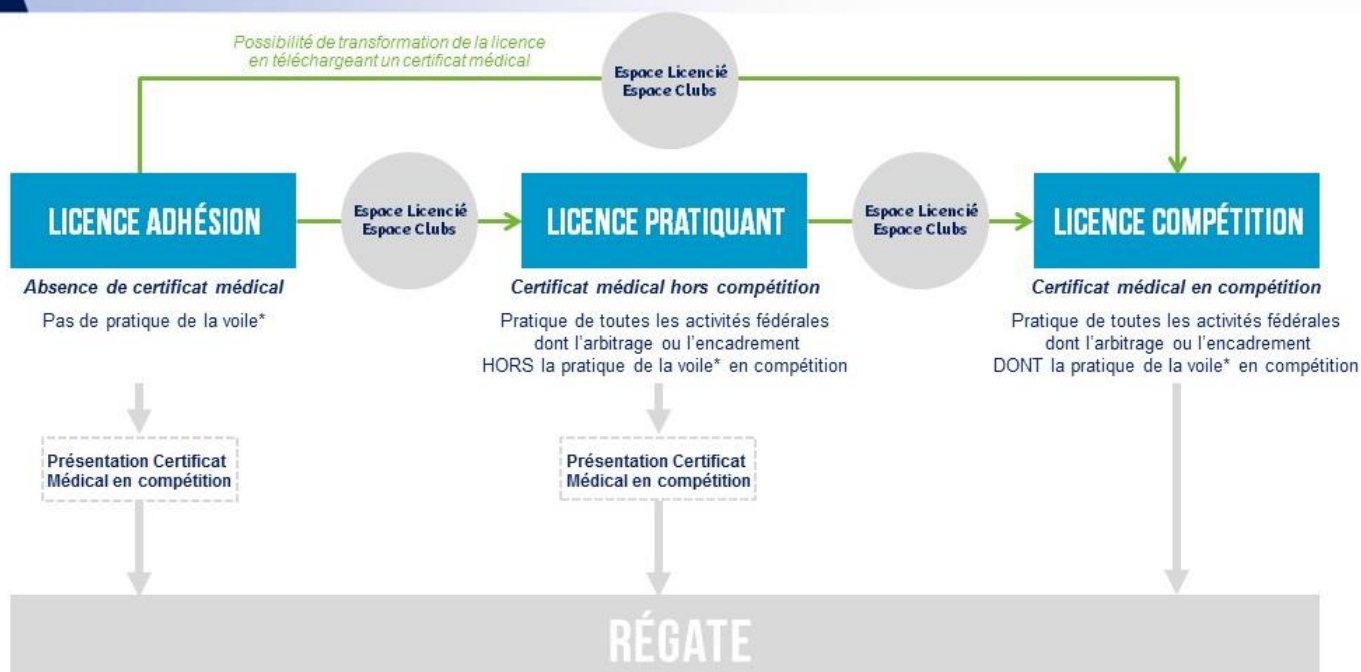 Possibilité de transformation de la licence
en téléchargeant un certificat médical
Espace Licencié
Espace Clubs
LICENCE ADHÉSION
Espace Licencié
Espace Clubs
LICENCE PRATIQUANT
Espace Licencié
Espace Clubs
LICENCE COMPÉTITION
Absence de certificat médical
Pas de pratique de la voile*
Certificat médical hors compétition
Pratique de toutes les activités fédérales
dont l'arbitrage ou l'encadrement
HORS la pratique de la voile* en compétition
Certificat médical en compétition
Pratique de toutes les activités fédérales
dont l'arbitrage ou l'encadrement
DONT la pratique de la voile* en compétition
Présentation Certificat
Médical en compétition
Présentation Certificat
Médical en compétition
RÉGATE